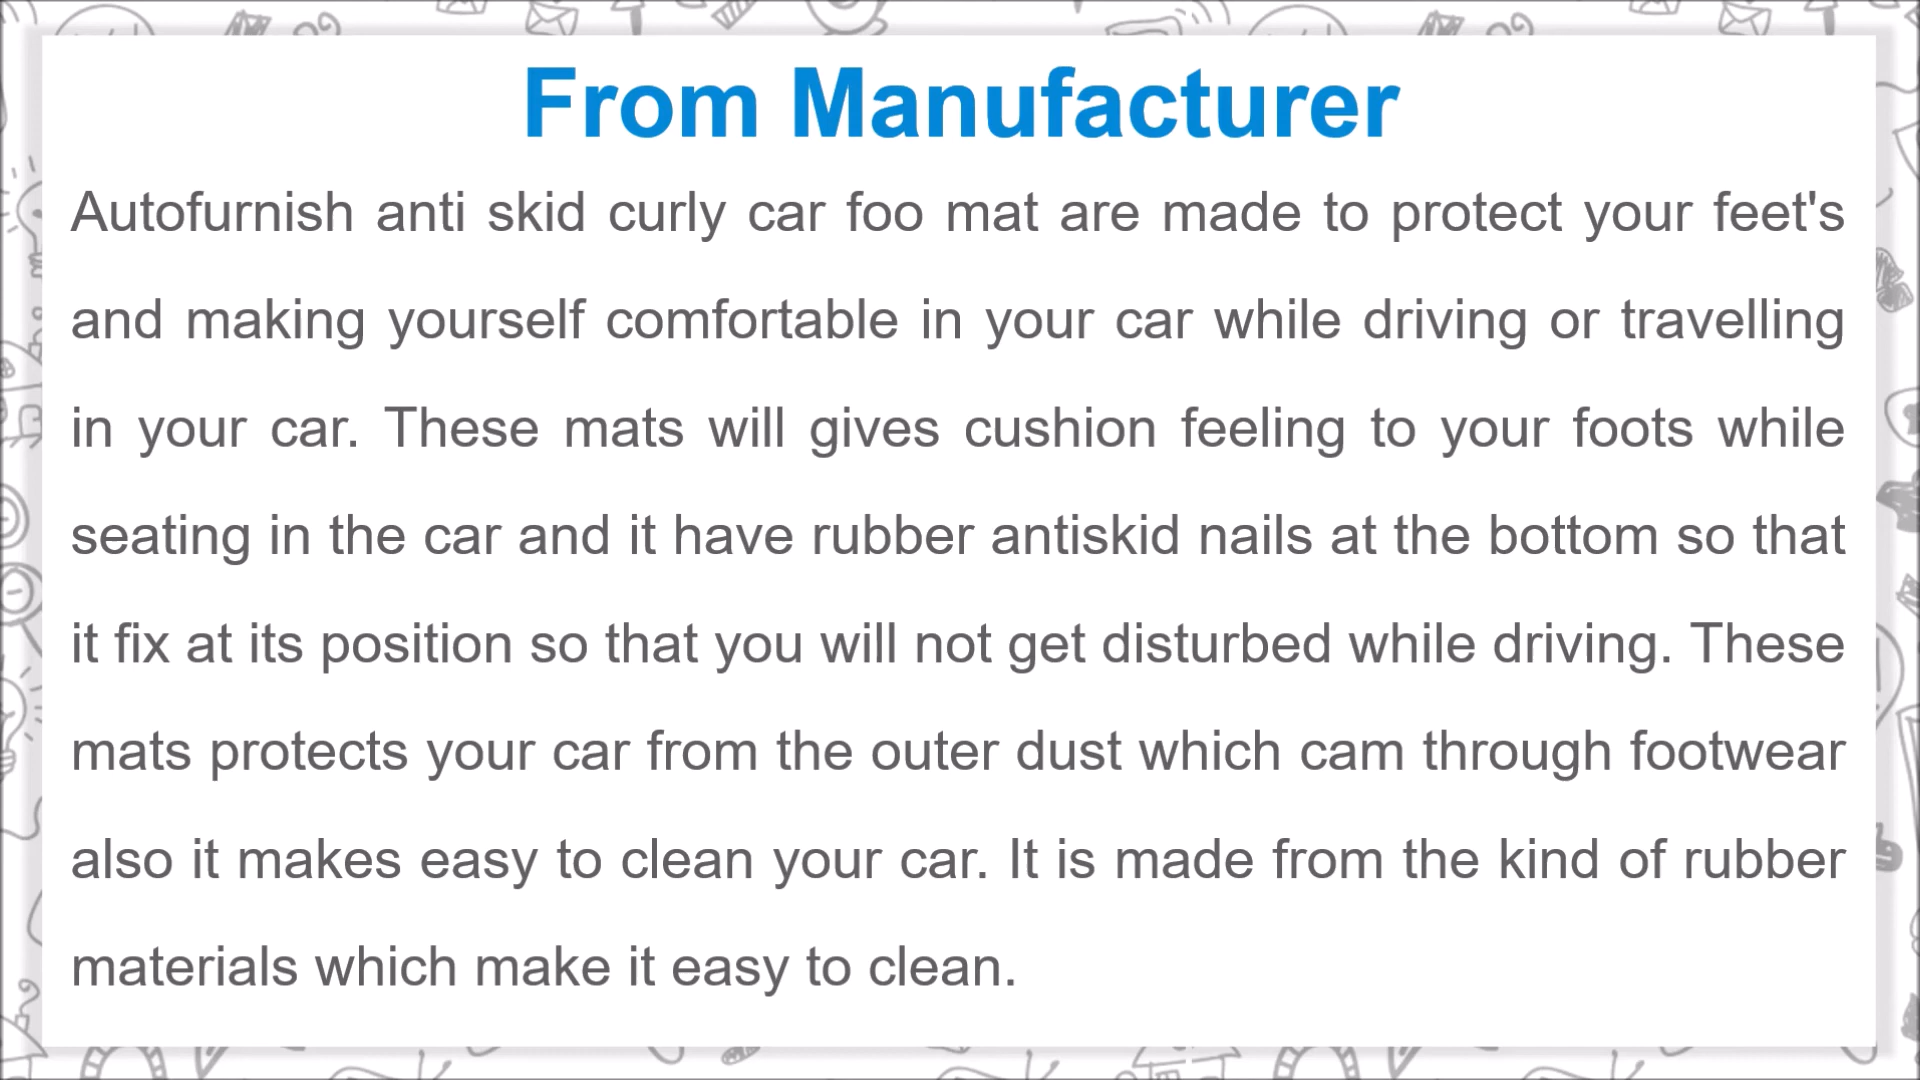 From Manufacturer
Autofurnish anti skid curly car foo mat are made to protect your feet's
and making yourself comfortable in your car while driving or travelling
in your car. These mats will gives cushion feeling to your foots while
seating in the car and it have rubber antiskid nails at the bottom so that
it fix at its position so that you will not get disturbed while driving. These
mats protects your car from the outer dust which cam through footwear
also it makes easy to clean your car. It is made from the kind of rubber
materials which make it easy to clean.